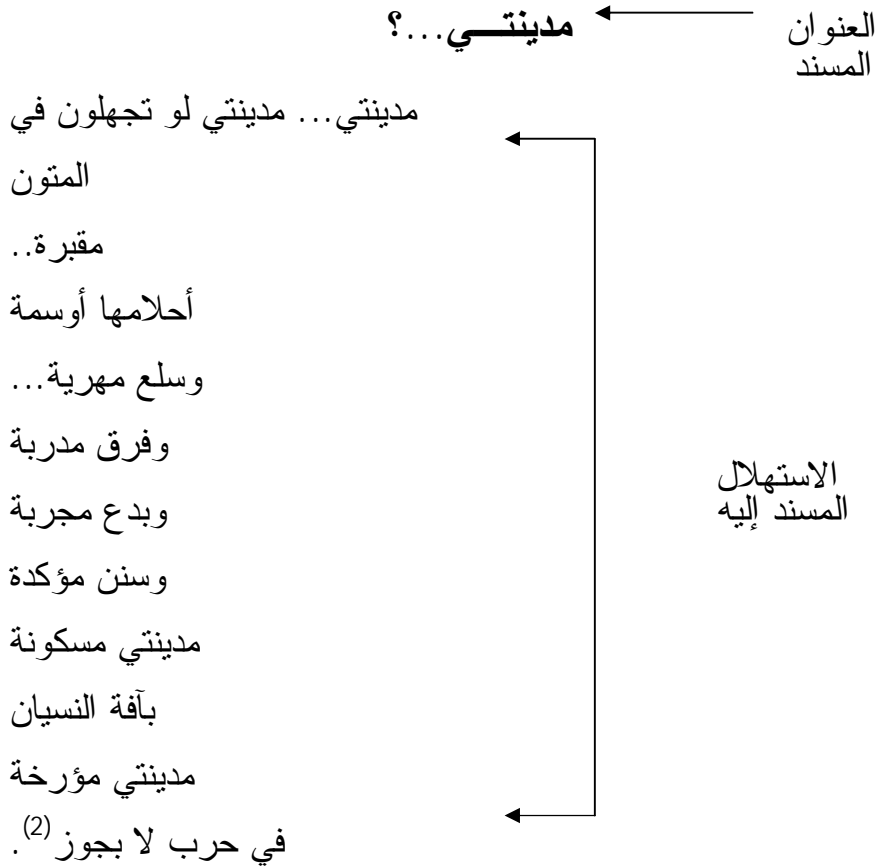 مدينتـــي...؟
العنوان
المسند
مدينتي... مدينتي لو تجهلون في
المتون
مقبرة..
أحلامها أوسمة
وسلع مهرية...
وفرق مدربة
وبدع مجربة
وسنن مؤكدة
مدينتي مسكونة
بآفة النسيان
مدينتي مؤرخة
في حرب لا بجوز (2).
الاستهلال
المسند إليه